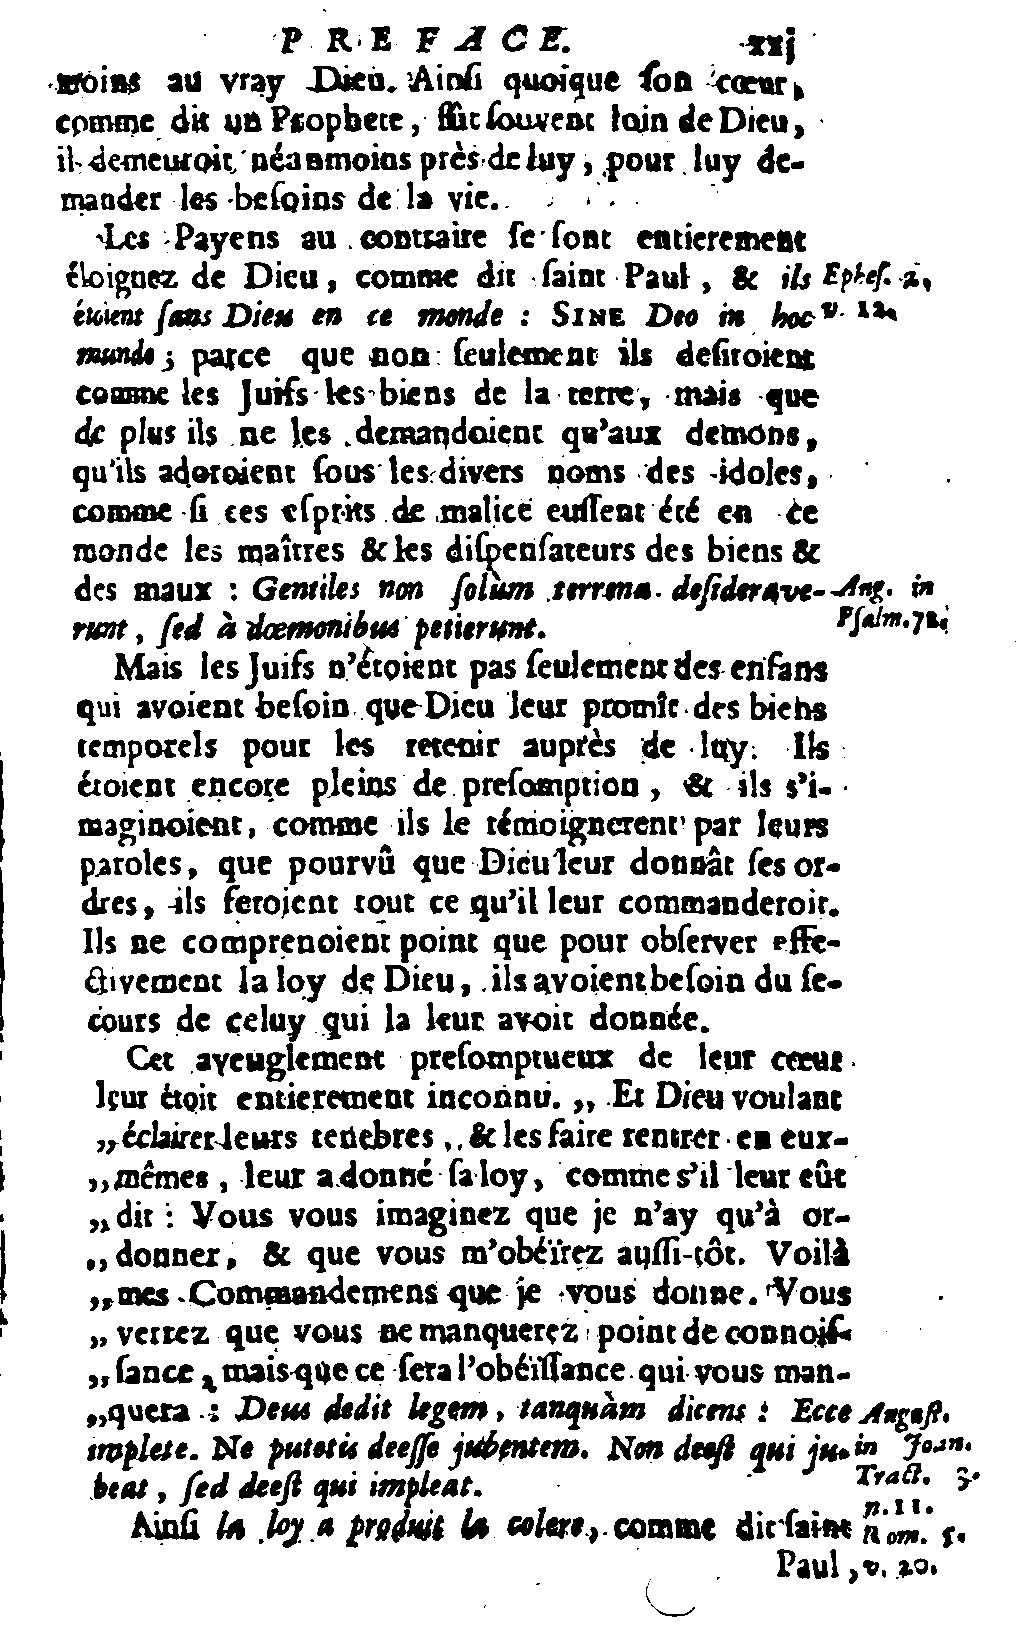 PREFACE. xxj
moins au vray Dieu. Ainsi quoique ſon cœur,
comme dit un Prophete, fût ſouvent loin de Dieu,
il demeuroit néanmoins près de luy, pour luy de-
mander les beſoins de la vie.
Les Payens au contraire ſe ſont entierement
éloignez de Dieu, comme dit ſaint Paul, & ils Epheſ. 2,
étoient ſans Dieu en ce monde : SINE Deo in hoc v. 12.
mundo ; parce que non ſeulement ils deſiroient
comme les Juifs les biens de la terre, mais que
de plus ils ne les demandoient qu'aux demons,
qu'ils adoroient ſous les divers noms des idoles,
comme ſi ces eſprits de malice euſſent été en ce
monde les maîtres & les diſpenſateurs des biens &
des maux : Gentiles non ſolùm terrena deſiderave- Aug. in
runt, ſed à dœmonibus petierunt. Pſalm. 72.
Mais les Juifs n'étoient pas ſeulement des enfans
qui avoient beſoin que Dieu leur promît des biens
temporels pour les retenir auprès de luy. Ils
étoient encore pleins de preſomption, & ils s'i-
maginoient, comme ils le témoignerent par leurs
paroles, que pourvû que Dieu leur donnât ſes or-
dres, ils feroient tout ce qu'il leur commanderoit.
Ils ne comprenoient point que pour obſerver effe-
ctivement la loy de Dieu, ils avoient beſoin du ſe-
cours de celuy qui la leur avoit donnée.
Cet aveuglement preſomptueux de leur cœur
leur étoit entierement inconnu. ,, Et Dieu voulant
,, éclairer leurs tenebres, & les faire rentrer en eux-
,, mêmes, leur a donné ſa loy, comme s'il leur eût
,, dit : Vous vous imaginez que je n'ay qu'à or-
,, donner, & que vous m'obéïrez auſſi-tôt. Voilà
,, mes Commandemens que je vous donne. Vous
,, verrez que vous ne manquerez point de connoiſ-
,, ſance, mais que ce ſera l'obéïſſance qui vous man-
,, quera : Deus dedit legem, tanquàm dicens : Ecce Auguſt.
implete. Ne putetis deeſſe jubentem. Non deeſt qui ju- in Joan.
beat, ſed deeſt qui impleat. Tract. 3.
n. 11.
Ainſi la loy a produit la colere, comme dit ſaint Rom. 5.
Paul, v. 20.